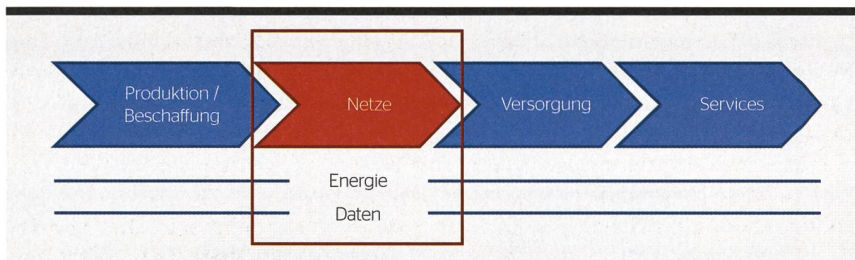 Produktion /
Beschaffung
Netze
Versorgung
Services
Energie
Daten